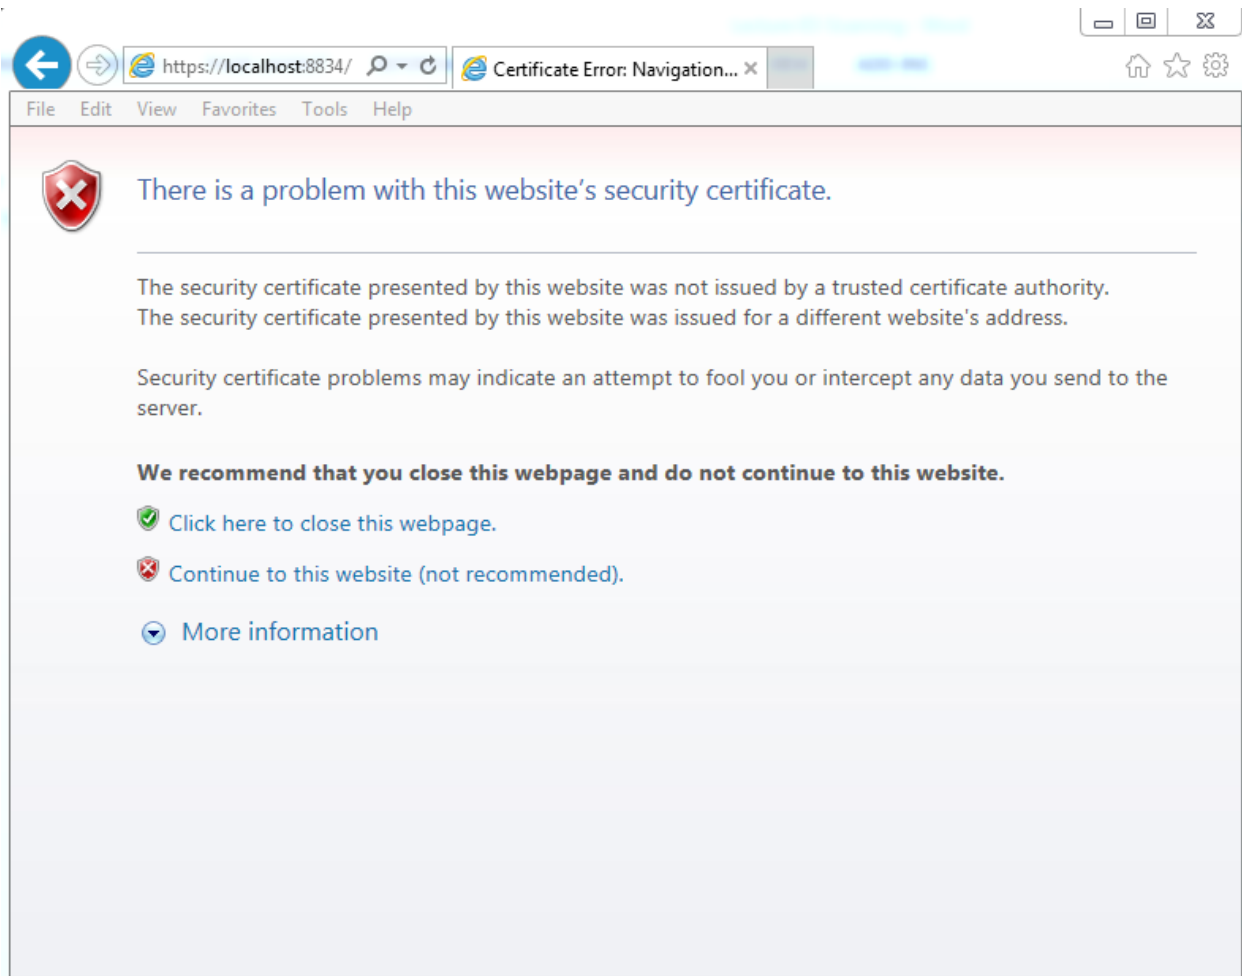 https://localhost:8834/
Certificate Error: Navigation...
File Edit View Favorites Tools Help
There is a problem with this website’s security certificate.
The security certificate presented by this website was not issued by a trusted certificate authority.
The security certificate presented by this website was issued for a different website's address.
Security certificate problems may indicate an attempt to fool you or intercept any data you send to the
server.
We recommend that you close this webpage and do not continue to this website.
Click here to close this webpage.
Continue to this website (not recommended).
More information